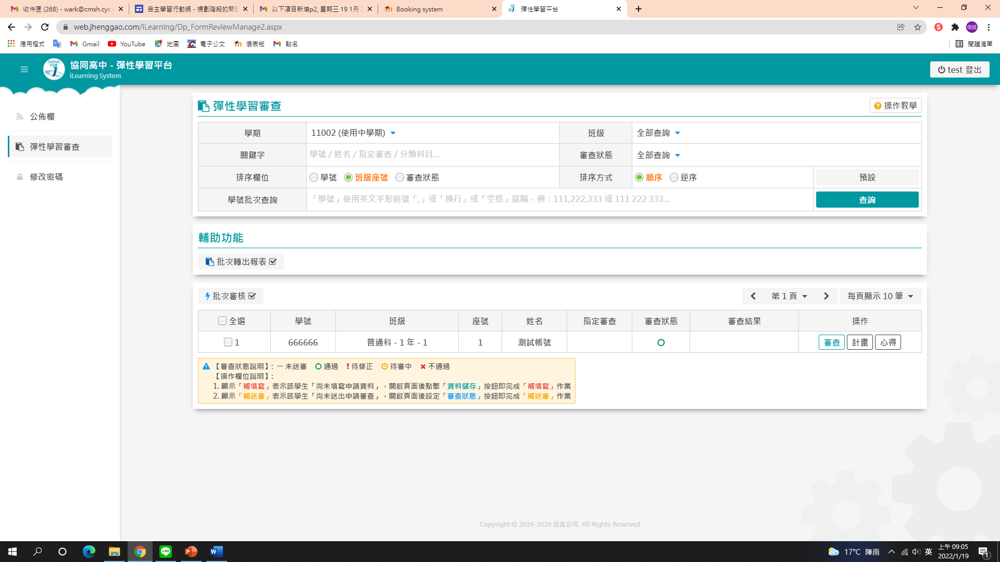 收件匣 (268) - wark@cmsh.cyc.
自主學習行動網 - 規劃階段的問
以下項目新增p2, 星期三 19 1月
Booking system
彈性學習平台
web.jhenggao.com/iLearning/Dp_FormReviewManage2.aspx
S
信廷
應用程式
Gmail
YouTube
地圖
電子公文
儀表板
點名
閱讀清單
協同高中 - 彈性學習平台
iLearning System
test 登出
公佈欄
彈性學習審查
修改密碼
彈性學習審查
操作教學
學期 11002 (使用中學期) 班級 全部查詢
關鍵字 學號 / 姓名 / 指定審查 / 分類科目... 審查狀態 全部查詢
排序欄位 學號 班級座號 審查狀態 排序方式 順序 逆序 預設
學號批次查詢 「學號」使用英文半形逗號「,」或「換行」或「空格」區隔，例：111,222,333 或 111 222 333... 查詢
輔助功能
批次轉出報表
批次審核
第 1 頁
每頁顯示 10 筆
全選 學號 班級 座號 姓名 指定審查 審查狀態 審查結果 操作
1 666666 普通科 - 1 年 - 1 1 測試帳號 審查 計畫 心得
【審查狀態說明】: 未送審 通過 待修正 待審中 不通過
【操作欄位說明】:
1. 顯示「補填寫」表示該學生「尚未填寫申請資料」，開啟頁面後點擊「資料儲存」按鈕即完成「補填寫」作業
2. 顯示「補送審」表示該學生「尚未送出申請審查」，開啟頁面後設定「審查狀態」按鈕即完成「補送審」作業
Copyright © 2019-2020 政高公司. All Rights Reserved
17°C 陣雨
英
上午 09:05
2022/1/19
1